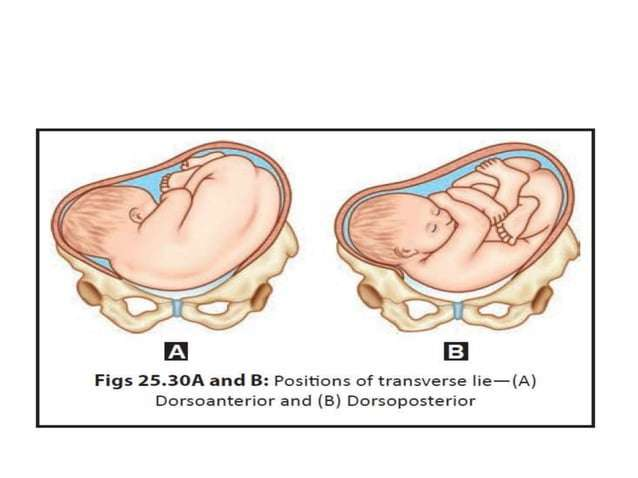 A
B
Figs 25.30A and B: Positions of transverse lie—(A)
Dorsoanterior and (B) Dorsoposterior